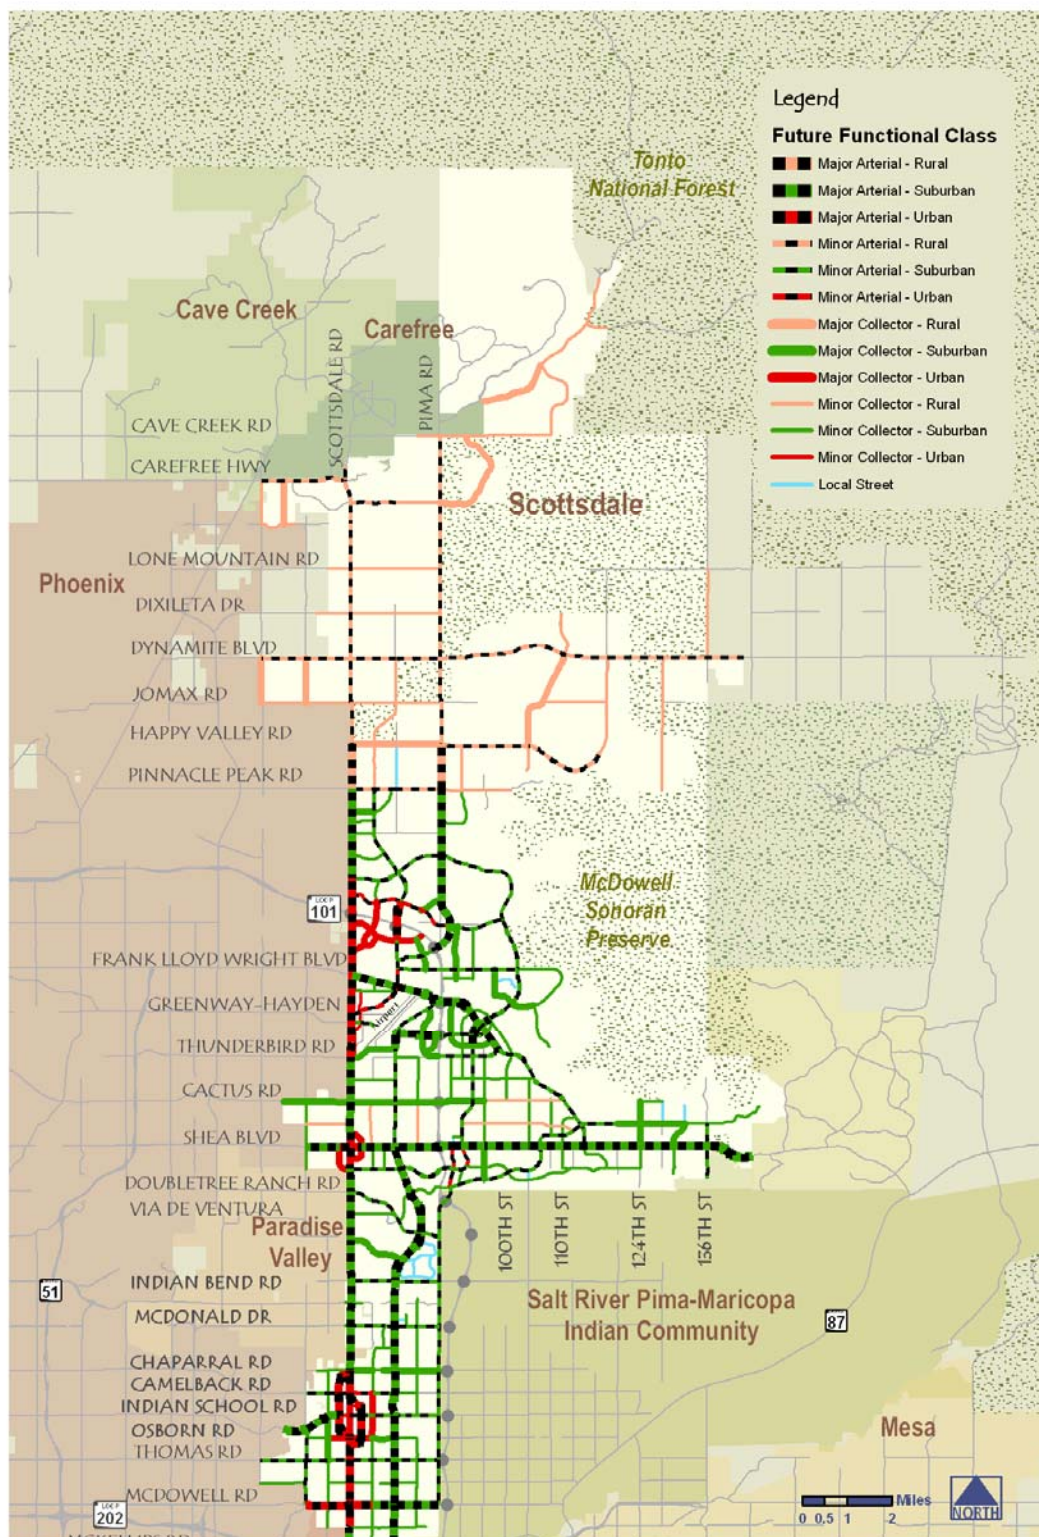 Legend
Future Functional Class
Major Arterial - Rural
Major Arterial - Suburban
Major Arterial - Urban
Minor Arterial - Rural
Minor Arterial - Suburban
Minor Arterial - Urban
Major Collector - Rural
Major Collector - Suburban
Major Collector - Urban
Minor Collector - Rural
Minor Collector - Suburban
Minor Collector - Urban
Local Street
Tonto
National Forest
Cave Creek
Carefree
SCOTTSDALE RD
PIMA RD
CAVE CREEK RD
CAREFREE HWY
Scottsdale
LONE MOUNTAIN RD
Phoenix
DIXILETA DR
DYNAMITE BLVD
JOMAX RD
HAPPY VALLEY RD
PINNACLE PEAK RD
McDowell
Sonoran
Preserve
LOOP
101
FRANK LLOYD WRIGHT BLVD
GREENWAY-HAYDEN
Airport
THUNDERBIRD RD
CACTUS RD
SHEA BLVD
DOUBLETREE RANCH RD
VIA DE VENTURA
100TH ST
110TH ST
124TH ST
136TH ST
Paradise
Valley
INDIAN BEND RD
51
MCDONALD DR
Salt River Pima-Maricopa
Indian Community
87
CHAPARRAL RD
CAMELBACK RD
INDIAN SCHOOL RD
OSBORN RD
THOMAS RD
Mesa
MCDOWELL RD
LOOP
202
Miles
0 0.5 1 2
NORTH